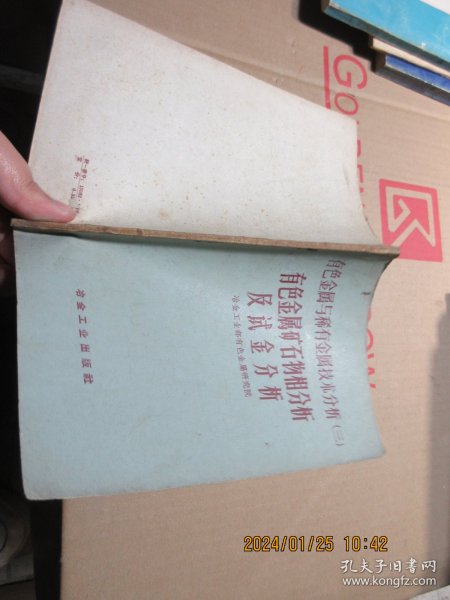 有色金属与稀有金属技术分析(三)
有色金属矿石物相分析
及试金分析
冶金工业部有色金属研究院
冶金工业出版社
2024/01/25 10:42
孔夫子旧书网
www.kongfz.com